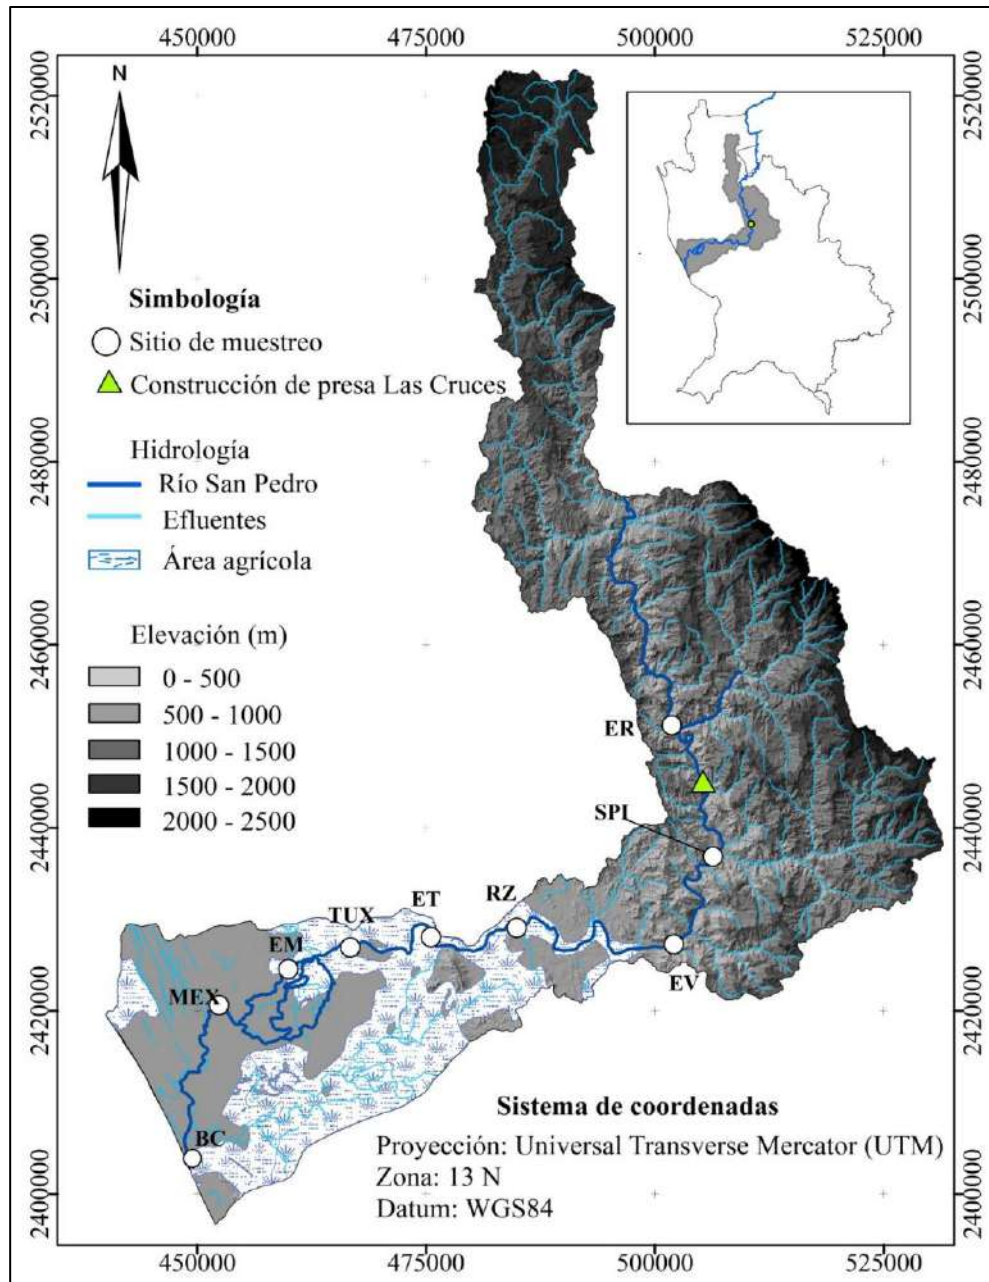 450000 475000 500000 525000
2520000 2500000 2480000 2460000 2440000 2420000 2400000
N
Simbología
Sitio de muestreo
Construcción de presa Las Cruces
Hidrología
Río San Pedro
Efluentes
Área agrícola
Elevación (m)
0 - 500
500 - 1000
1000 - 1500
1500 - 2000
2000 - 2500
ER
SPI
RZ
ET
TUX
EM
EV
MEX
BC
Sistema de coordenadas
Proyección: Universal Transverse Mercator (UTM)
Zona: 13 N
Datum: WGS84
2520000 2500000 2480000 2460000 2440000 2420000 2400000
450000 475000 500000 525000